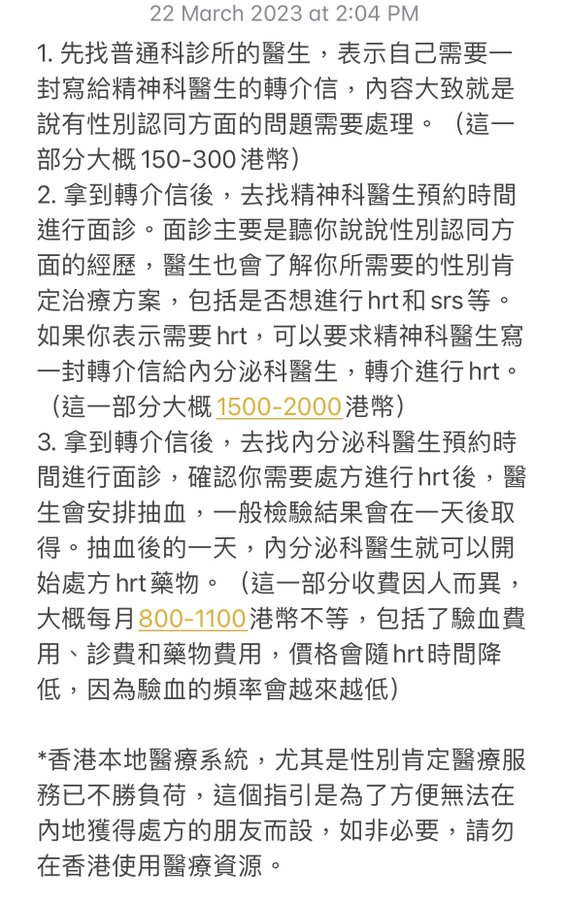 22 March 2023 at 2:04 PM
1. 先找普通科診所的醫生，表示自己需要一
封寫給精神科醫生的轉介信，內容大致就是
說有性別認同方面的問題需要處理。（這一
部分大概 150-300 港幣）
2. 拿到轉介信後，去找精神科醫生預約時間
進行面診。面診主要是聽你說說性別認同方
面的經歷，醫生也會了解你所需要的性別肯
定治療方案，包括是否想進行 hrt 和 srs 等。
如果你表示需要 hrt，可以要求精神科醫生寫
一封轉介信給內分泌科醫生，轉介進行 hrt。
（這一部分大概 1500-2000 港幣）
3. 拿到轉介信後，去找內分泌科醫生預約時
間進行面診，確認你需要處方進行 hrt 後，醫
生會安排抽血，一般檢驗結果會在一天後取
得。抽血後的一天，內分泌科醫生就可以開
始處方 hrt 藥物。（這一部分收費因人而異，
大概每月 800-1100 港幣不等，包括了驗血費
用、診費和藥物費用，價格會隨 hrt 時間降
低，因為驗血的頻率會越來越低）
*香港本地醫療系統，尤其是性別肯定醫療服
務已不勝負荷，這個指引是為了方便無法在
內地獲得處方的朋友而設，如非必要，請勿
在香港使用醫療資源。